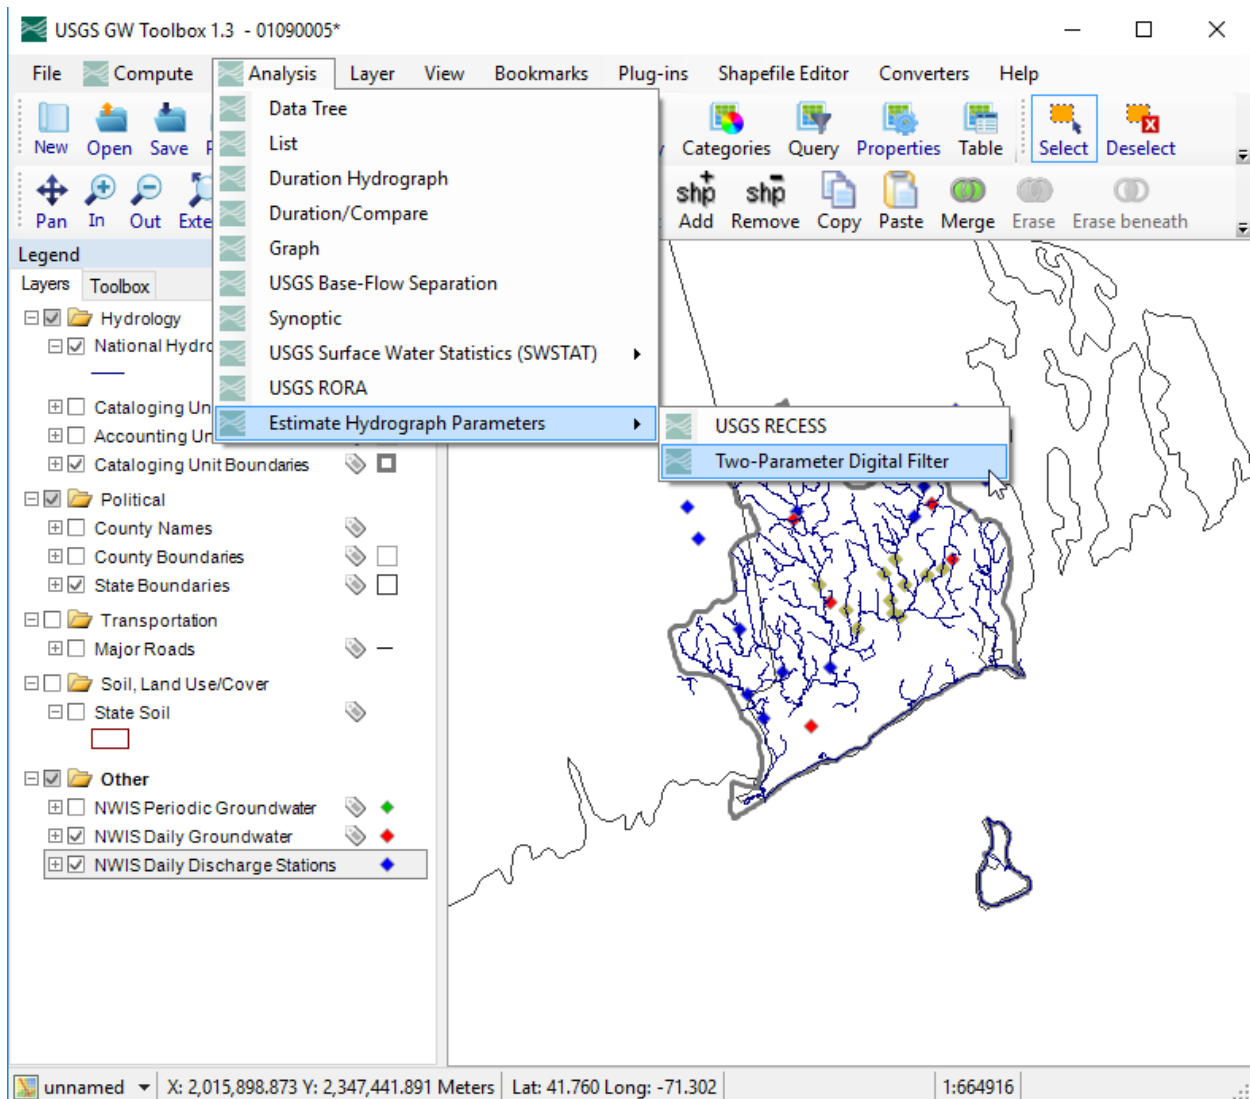 USGS GW Toolbox 1.3 - 01090005*
File Compute Analysis Layer View Bookmarks Plug-ins Shapefile Editor Converters Help
Data Tree
List
Duration Hydrograph
Duration/Compare
Graph
USGS Base-Flow Separation
Synoptic
USGS Surface Water Statistics (SWSTAT)
USGS RORA
Estimate Hydrograph Parameters
USGS RECESS
Two-Parameter Digital Filter
New Open Save Categories Query Properties Table Select Deselect
Pan In Out shp Add shp Remove Copy Paste Merge Erase Erase beneath
Legend
Layers Toolbox
Hydrology
National
Cataloging
Accounting
Cataloging Unit Boundaries
Political
County Names
County Boundaries
State Boundaries
Transportation
Major Roads
Soil, Land Use/Cover
State Soil
Other
NWIS Periodic Groundwater
NWIS Daily Groundwater
NWIS Daily Discharge Stations
unnamed X: 2,015,898.873 Y: 2,347,441.891 Meters Lat: 41.760 Long: -71.302 1:664916